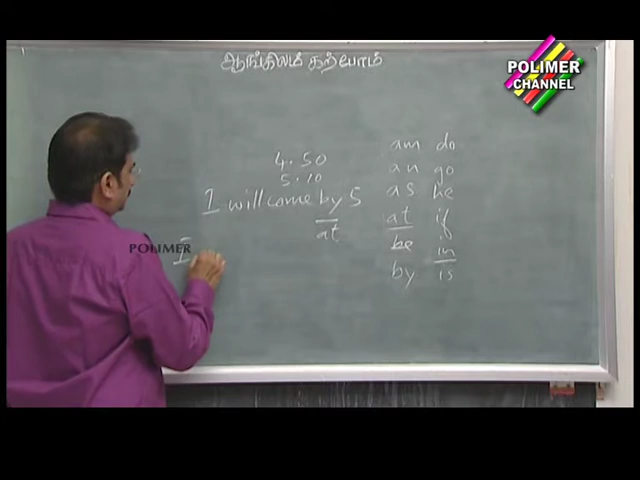 ஆங்கிலம் கற்போம்
POLIMER
CHANNEL
4.50
5.10
I will come by 5
at
I
am do
an go
as he
at if
be in
by is
POLIMER